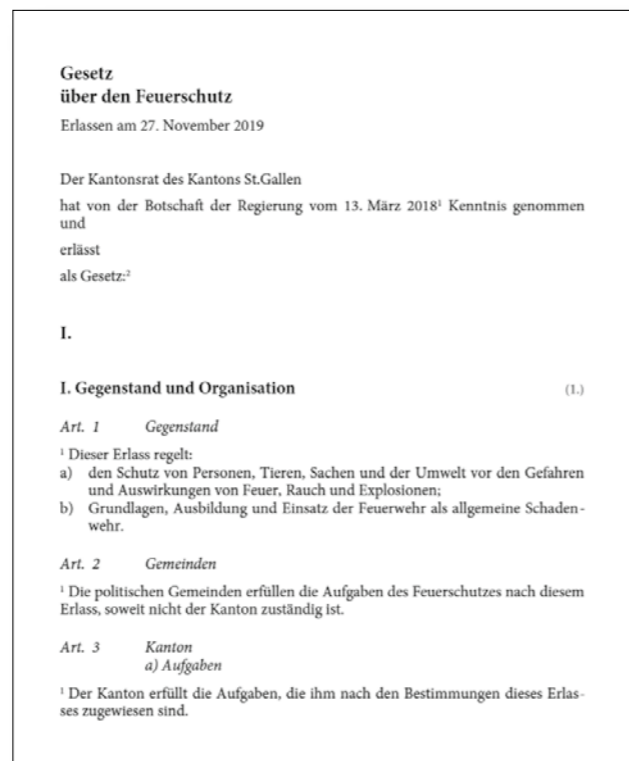 Gesetz
über den Feuerschutz
Erlassen am 27. November 2019
Der Kantonsrat des Kantons St.Gallen
hat von der Botschaft der Regierung vom 13. März 2018¹ Kenntnis genommen
und
erlässt
als Gesetz:²
I.
I. Gegenstand und Organisation (1.)
Art. 1 Gegenstand
¹ Dieser Erlass regelt:
a) den Schutz von Personen, Tieren, Sachen und der Umwelt vor den Gefahren
und Auswirkungen von Feuer, Rauch und Explosionen;
b) Grundlagen, Ausbildung und Einsatz der Feuerwehr als allgemeine Schaden-
wehr.
Art. 2 Gemeinden
¹ Die politischen Gemeinden erfüllen die Aufgaben des Feuerschutzes nach diesem
Erlass, soweit nicht der Kanton zuständig ist.
Art. 3 Kanton
a) Aufgaben
¹ Der Kanton erfüllt die Aufgaben, die ihm nach den Bestimmungen dieses Erlas-
ses zugewiesen sind.